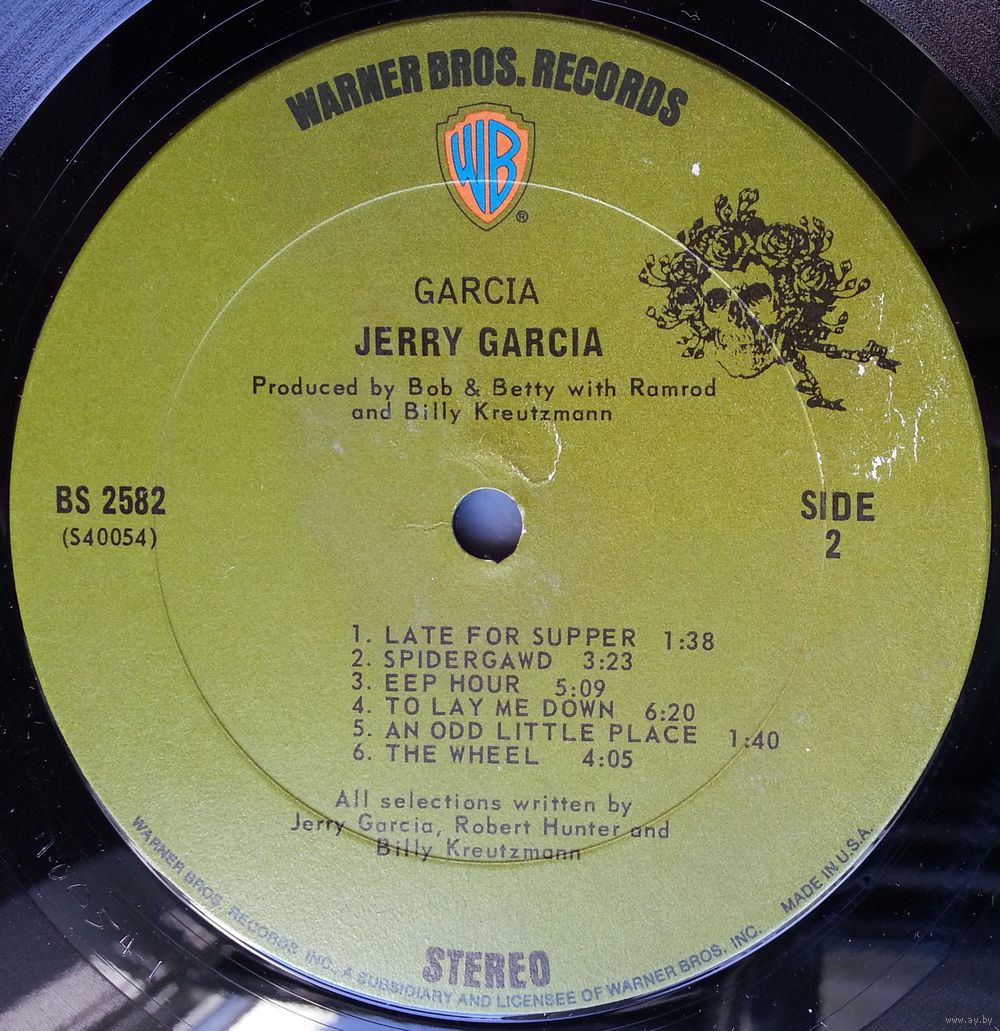 WARNER BROS. RECORDS
WB
®
GARCIA
JERRY GARCIA
Produced by Bob & Betty with Ramrod
and Billy Kreutzmann
BS 2582
(S40054)
SIDE
2
1. LATE FOR SUPPER 1:38
2. SPIDERGAWD 3:23
3. EEP HOUR 5:09
4. TO LAY ME DOWN 6:20
5. AN ODD LITTLE PLACE 1:40
6. THE WHEEL 4:05
All selections written by
Jerry Garcia, Robert Hunter and
Billy Kreutzmann
STEREO
WARNER BROS. RECORDS INC. A SUBSIDIARY AND LICENSEE OF WARNER BROS. INC. MADE IN U.S.A.
www.ay.by